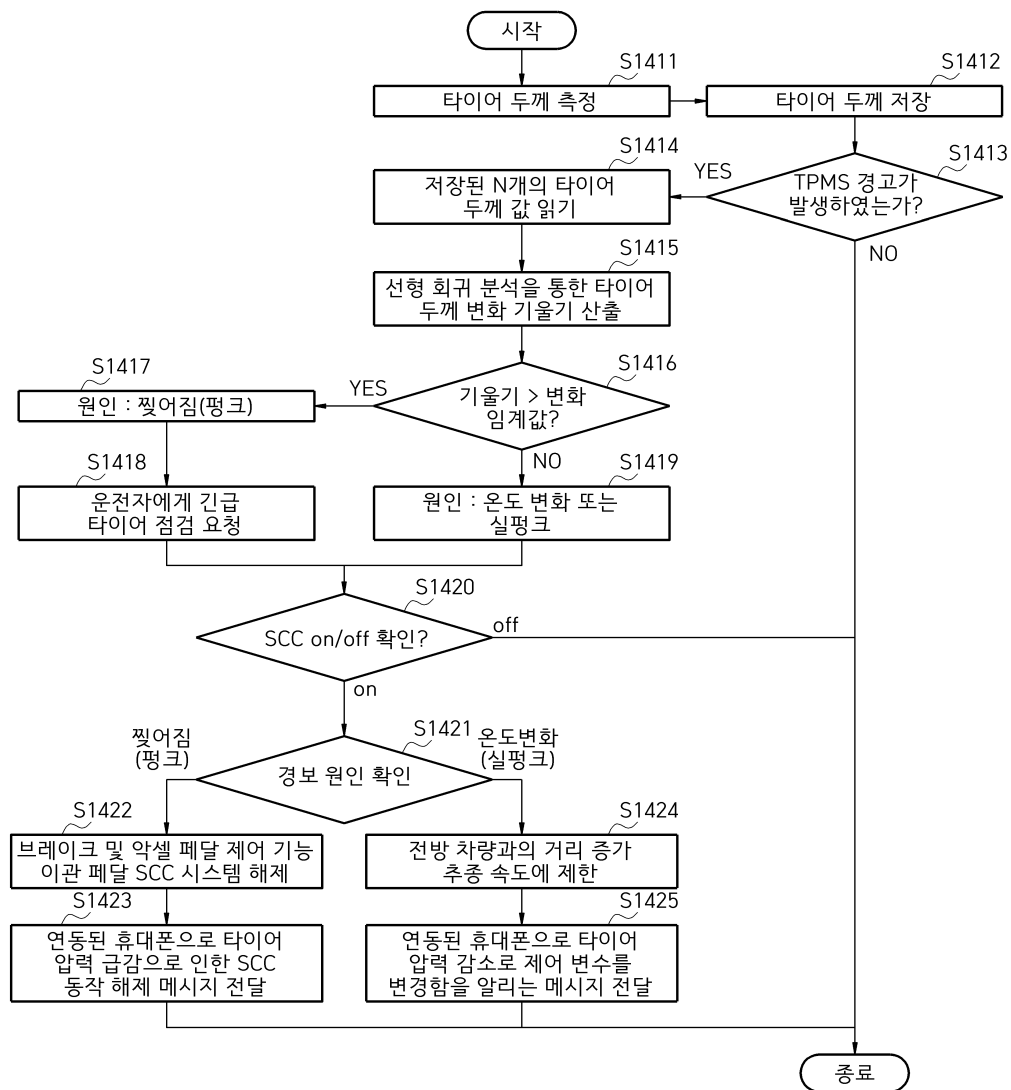 시작
S1411
타이어 두께 측정
S1412
타이어 두께 저장
S1413
TPMS 경고가
발생하였는가?
YES
NO
S1414
저장된 N개의 타이어
두께 값 읽기
S1415
선형 회귀 분석을 통한 타이어
두께 변화 기울기 산출
S1416
기울기 > 변화
임계값?
YES
NO
S1417
원인 : 찢어짐(펑크)
S1418
운전자에게 긴급
타이어 점검 요청
S1419
원인 : 온도 변화 또는
실펑크
S1420
SCC on/off 확인?
off
on
S1421
경보 원인 확인
찢어짐
(펑크)
온도변화
(실펑크)
S1422
브레이크 및 악셀 페달 제어 기능
이관 페달 SCC 시스템 해제
S1424
전방 차량과의 거리 증가
추종 속도에 제한
S1423
연동된 휴대폰으로 타이어
압력 급감으로 인한 SCC
동작 해제 메시지 전달
S1425
연동된 휴대폰으로 타이어
압력 감소로 제어 변수를
변경함을 알리는 메시지 전달
종료